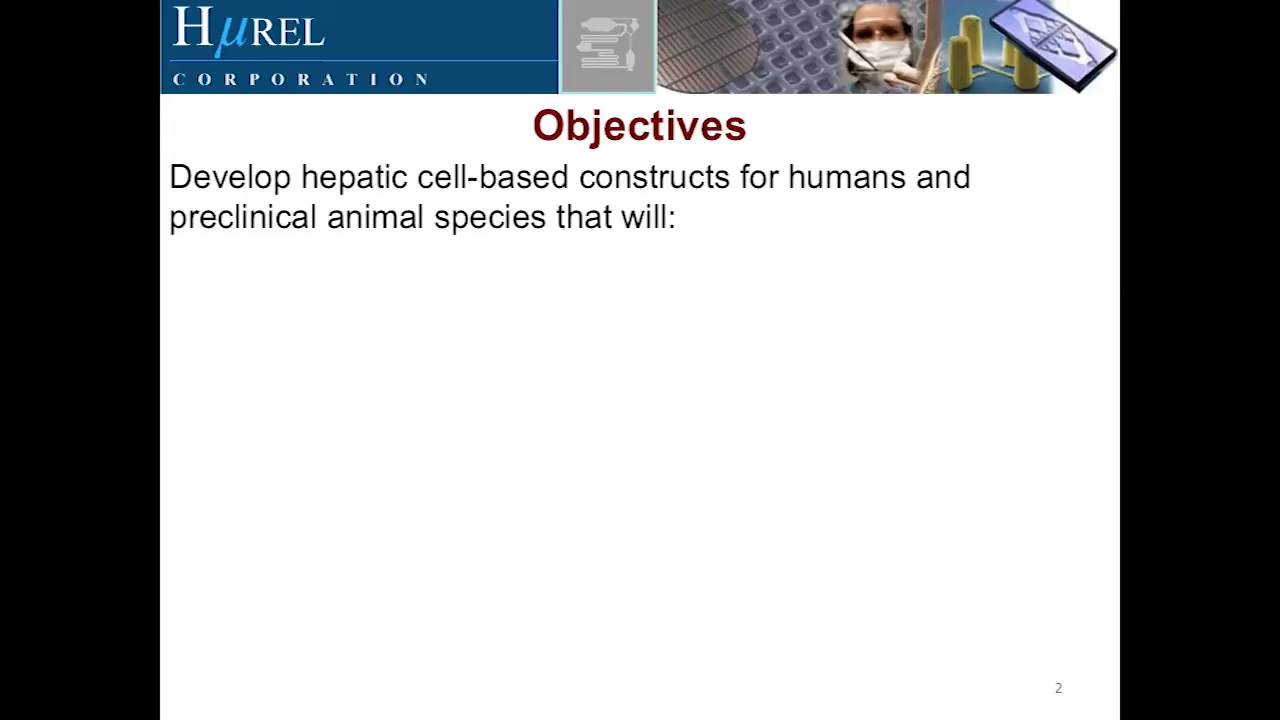 HμREL
CORPORATION
Objectives
Develop hepatic cell-based constructs for humans and
preclinical animal species that will:
2